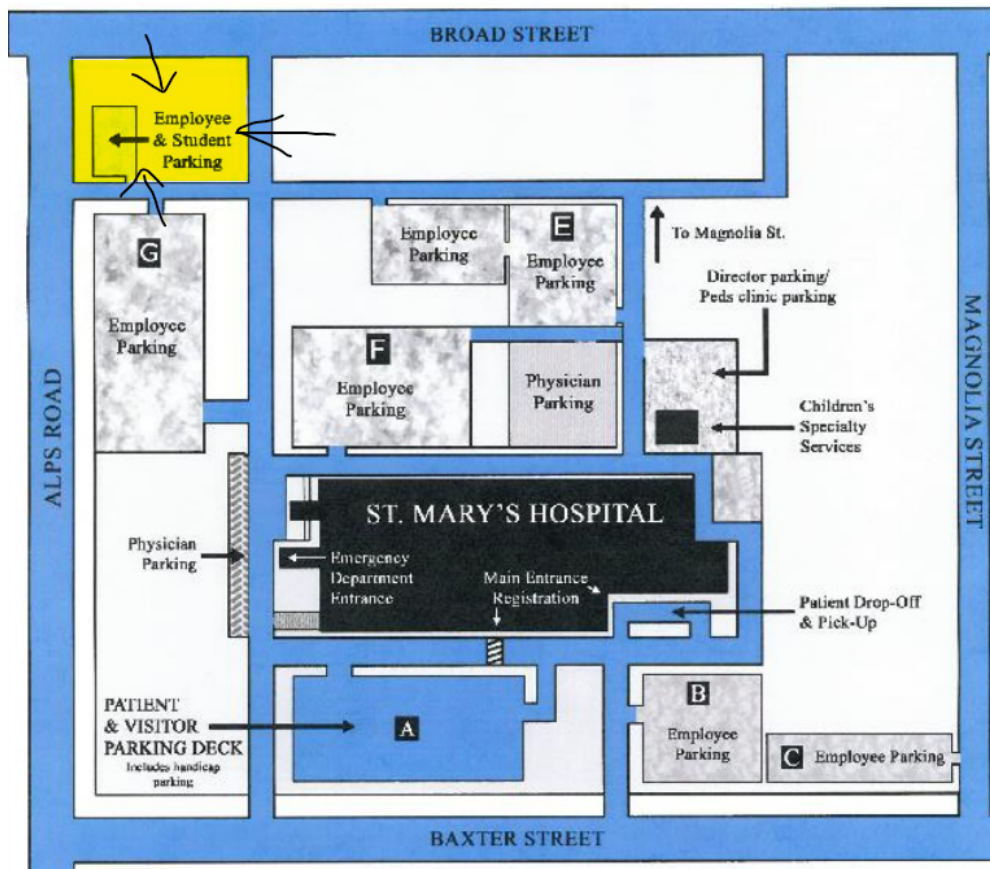 BROAD STREET
Employee
& Student
Parking
G
Employee
Parking
Employee
Parking
E
Employee
Parking
To Magnolia St.
Director parking/
Peds clinic parking
F
Employee
Parking
Physician
Parking
Children's
Specialty
Services
ALPS ROAD
MAGNOLIA STREET
ST. MARY'S HOSPITAL
Physician
Parking
Emergency
Department
Entrance
Main Entrance
Registration
Patient Drop-Off
& Pick-Up
PATIENT
& VISITOR
PARKING DECK
Includes handicap
parking
A
B
Employee
Parking
C Employee Parking
BAXTER STREET